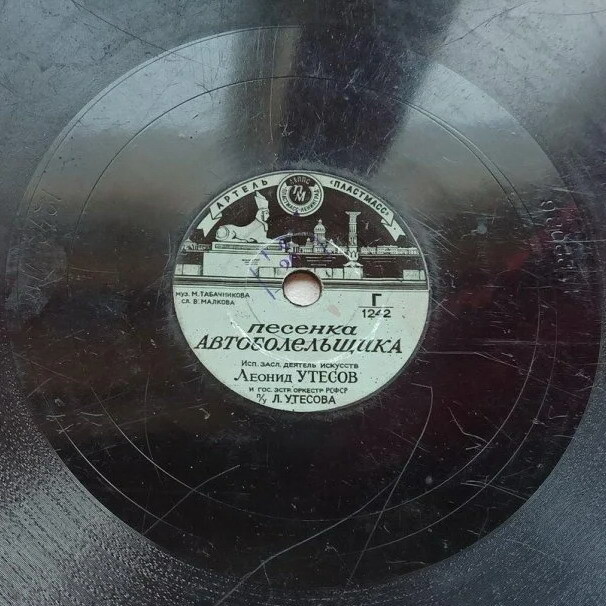 АРТЕЛЬ „ПЛАСТМАСС"
ПМ
муз. М. ТАБАЧНИКОВА
сл. В. МАЛКОВА
Г
1242
ПЕСЕНКА
АВТОБОЛЕЛЬЩИКА
Исп. засл. деятель искусств
Леонид УТЕСОВ
и гос. эстр. оркестр РСФСР
п/у Л. УТЕСОВА